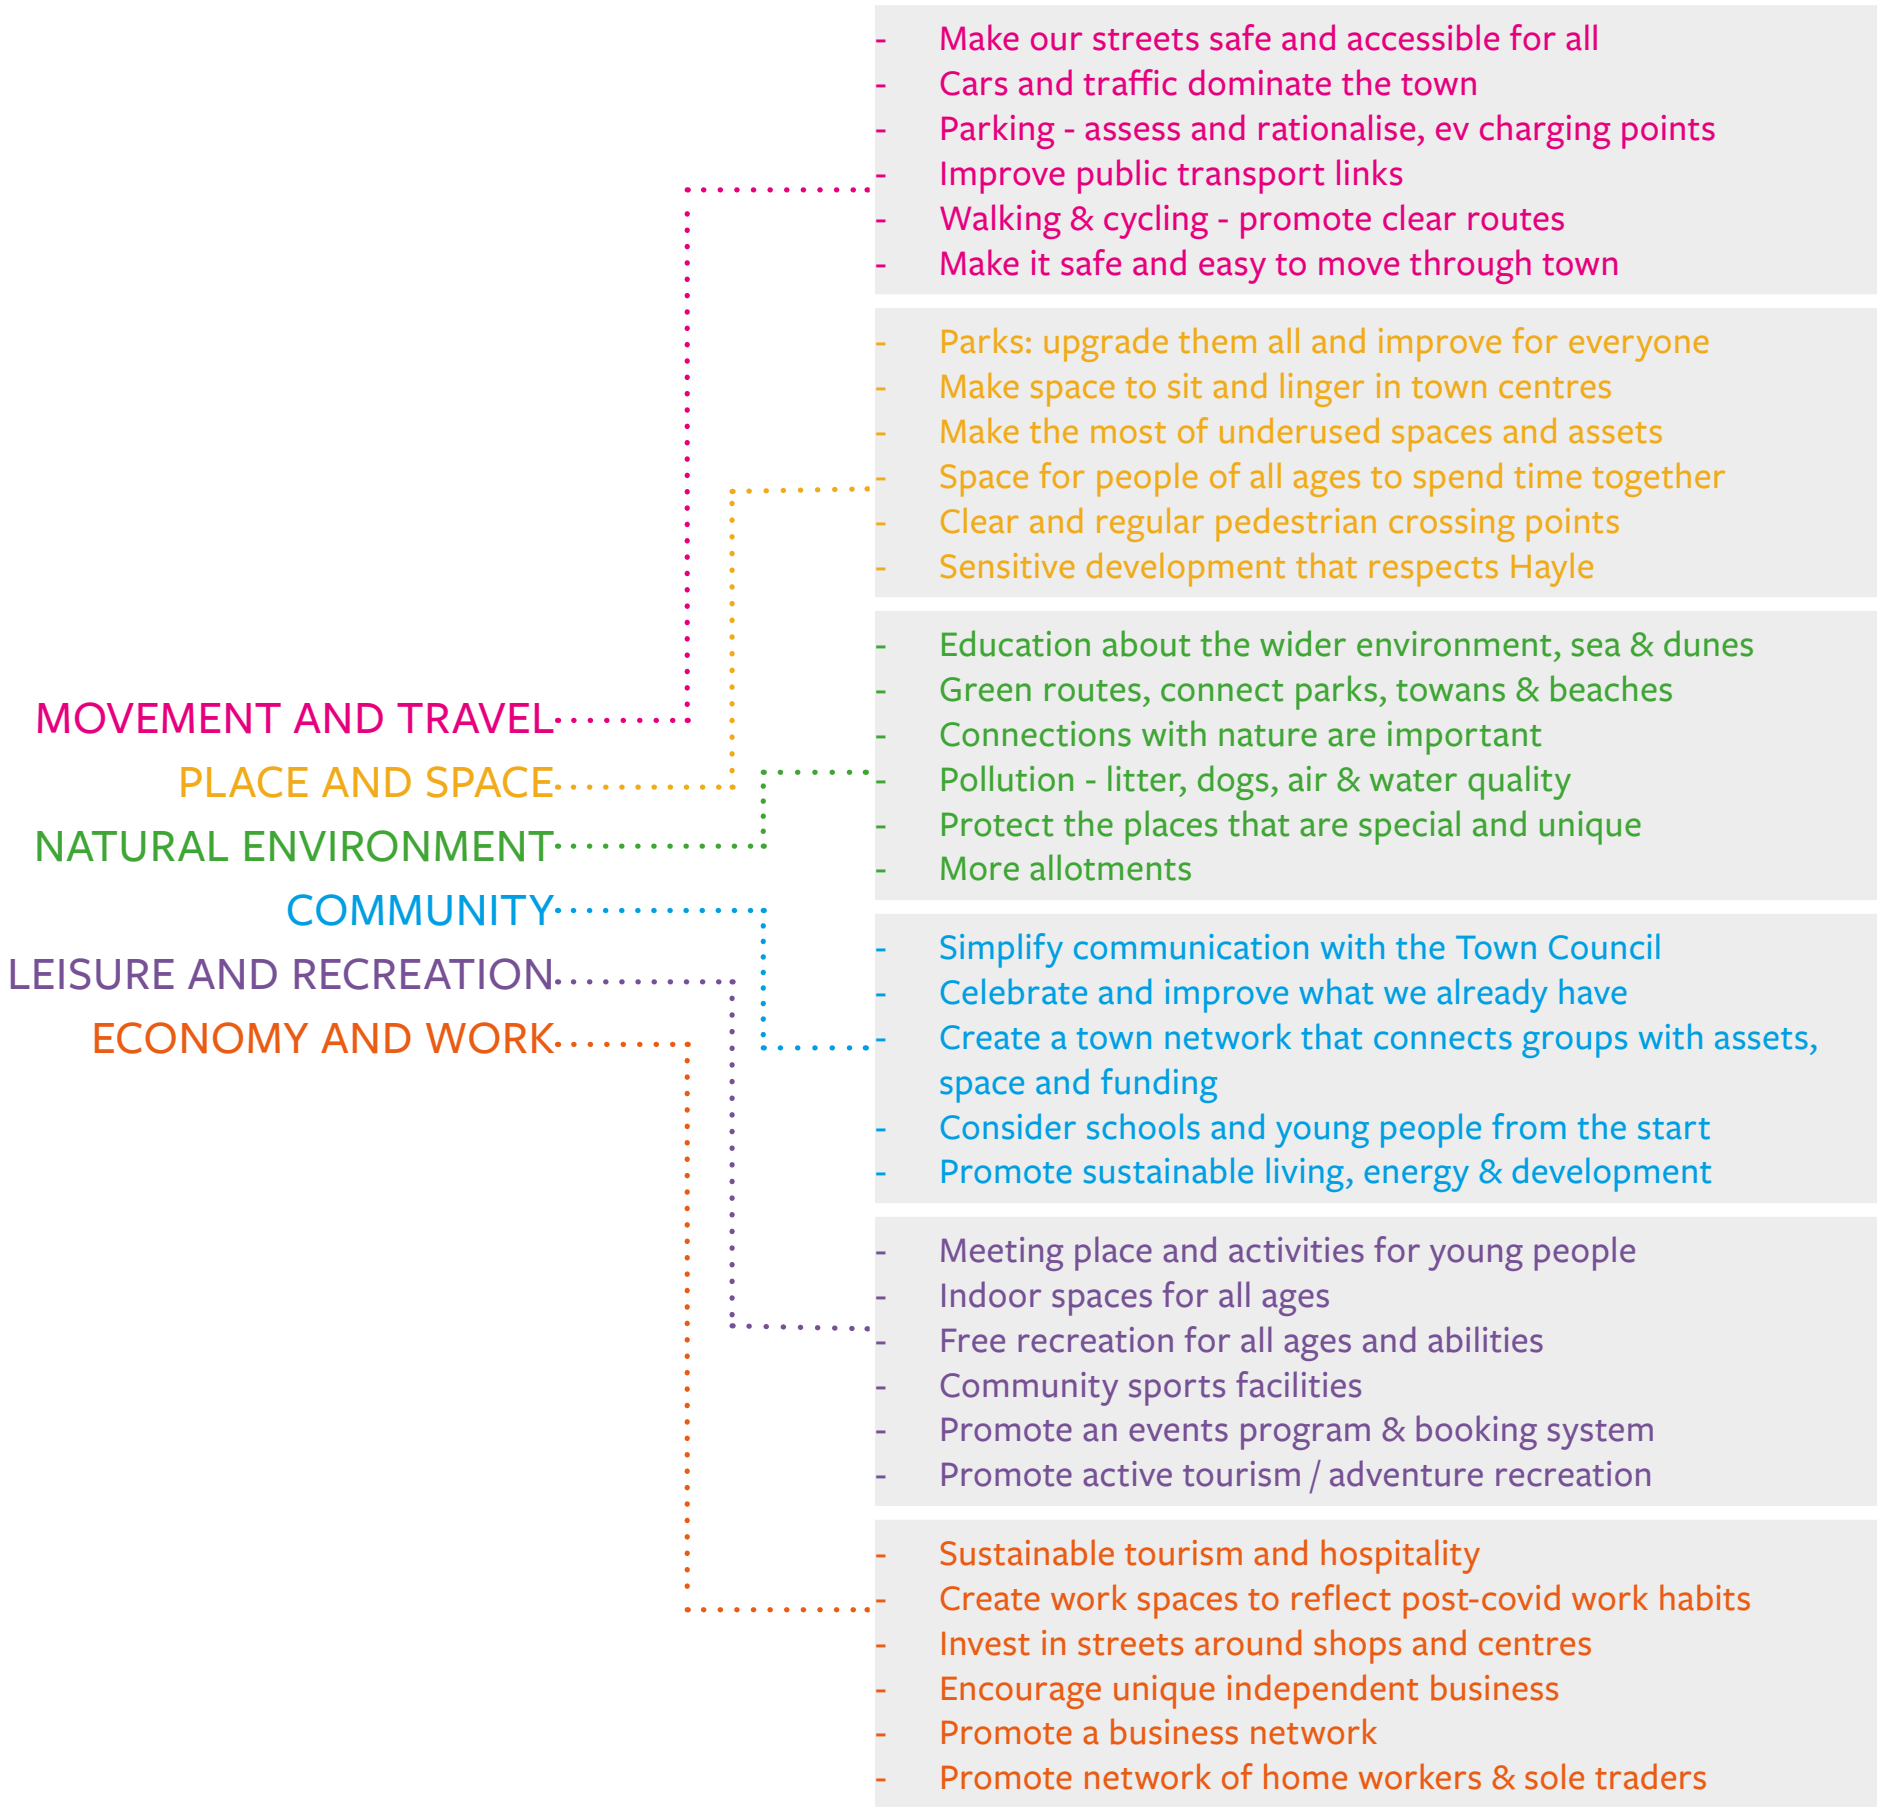 MOVEMENT AND TRAVEL
PLACE AND SPACE
NATURAL ENVIRONMENT
COMMUNITY
LEISURE AND RECREATION
ECONOMY AND WORK
- Make our streets safe and accessible for all
- Cars and traffic dominate the town
- Parking - assess and rationalise, ev charging points
- Improve public transport links
- Walking & cycling - promote clear routes
- Make it safe and easy to move through town
- Parks: upgrade them all and improve for everyone
- Make space to sit and linger in town centres
- Make the most of underused spaces and assets
- Space for people of all ages to spend time together
- Clear and regular pedestrian crossing points
- Sensitive development that respects Hayle
- Education about the wider environment, sea & dunes
- Green routes, connect parks, towans & beaches
- Connections with nature are important
- Pollution - litter, dogs, air & water quality
- Protect the places that are special and unique
- More allotments
- Simplify communication with the Town Council
- Celebrate and improve what we already have
- Create a town network that connects groups with assets,
space and funding
- Consider schools and young people from the start
- Promote sustainable living, energy & development
- Meeting place and activities for young people
- Indoor spaces for all ages
- Free recreation for all ages and abilities
- Community sports facilities
- Promote an events program & booking system
- Promote active tourism / adventure recreation
- Sustainable tourism and hospitality
- Create work spaces to reflect post-covid work habits
- Invest in streets around shops and centres
- Encourage unique independent business
- Promote a business network
- Promote network of home workers & sole traders